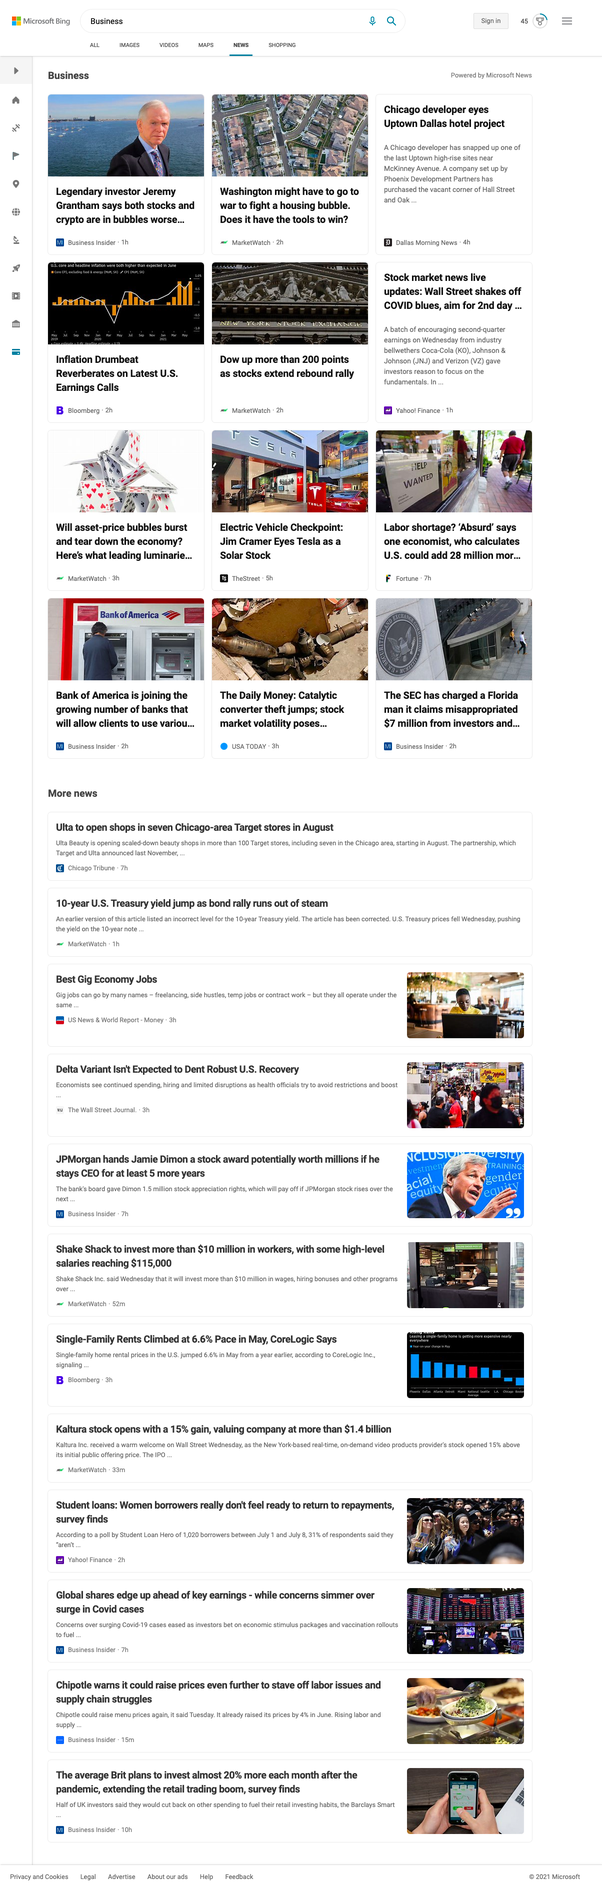 Microsoft Bing
Business
Sign in
45
ALL
IMAGES
VIDEOS
MAPS
NEWS
SHOPPING
Business
Powered by Microsoft News
Legendary investor Jeremy
Grantham says both stocks and
crypto are in bubbles worse...
Business Insider · 1h
Washington might have to go to
war to fight a housing bubble.
Does it have the tools to win?
MarketWatch · 2h
Chicago developer eyes
Uptown Dallas hotel project
A Chicago developer has snapped up one of
the last Uptown high-rise sites near
McKinney Avenue. A company set up by
Phoenix Development Partners has
purchased the vacant corner of Hall Street
and Oak ...
Dallas Morning News · 4h
U.S. core and headline inflation were both higher than expected in June
Inflation Drumbeat
Reverberates on Latest U.S.
Earnings Calls
Bloomberg · 2h
NEW YORK STOCK EXCHANGE
Dow up more than 200 points
as stocks extend rebound rally
MarketWatch · 2h
Stock market news live
updates: Wall Street shakes off
COVID blues, aim for 2nd day ...
A batch of encouraging second-quarter
earnings on Wednesday from industry
bellwethers Coca-Cola (KO), Johnson &
Johnson (JNJ) and Verizon (VZ) gave
investors reason to focus on the
fundamentals. In ...
Yahoo! Finance · 1h
Will asset-price bubbles burst
and tear down the economy?
Here's what leading luminarie...
MarketWatch · 3h
TESLA
Electric Vehicle Checkpoint:
Jim Cramer Eyes Tesla as a
Solar Stock
TheStreet · 5h
HELP
WANTED
Labor shortage? 'Absurd' says
one economist, who calculates
U.S. could add 28 million mor...
Fortune · 7h
Bank of America
Bank of America is joining the
growing number of banks that
will allow clients to use variou...
Business Insider · 2h
The Daily Money: Catalytic
converter theft jumps; stock
market volatility poses...
USA TODAY · 3h
The SEC has charged a Florida
man it claims misappropriated
$7 million from investors and...
Business Insider · 2h
More news
Ulta to open shops in seven Chicago-area Target stores in August
Ulta Beauty is opening scaled-down beauty shops in more than 100 Target stores, including seven in the Chicago area, starting in August. The partnership, which
Target and Ulta announced last November, ...
Chicago Tribune · 7h
10-year U.S. Treasury yield jump as bond rally runs out of steam
An earlier version of this article listed an incorrect level for the 10-year Treasury yield. The article has been corrected. U.S. Treasury prices fell Wednesday, pushing
the yield on the 10-year note ...
MarketWatch · 1h
Best Gig Economy Jobs
Gig jobs can go by many names – freelancing, side hustles, temp jobs or contract work – but they all operate under the
same ...
US News & World Report - Money · 3h
Delta Variant Isn't Expected to Dent Robust U.S. Recovery
Economists see continued spending, hiring and limited disruptions as health officials try to avoid restrictions and boost
...
The Wall Street Journal. · 3h
JPMorgan hands Jamie Dimon a stock award potentially worth millions if he
stays CEO for at least 5 more years
The bank's board gave Dimon 1.5 million stock appreciation rights, which will pay off if JPMorgan stock rises over the
next ...
Business Insider · 7h
Shake Shack to invest more than $10 million in workers, with some high-level
salaries reaching $115,000
Shake Shack Inc. said Wednesday that it will invest more than $10 million in wages, hiring bonuses and other programs
over ...
MarketWatch · 52m
Single-Family Rents Climbed at 6.6% Pace in May, CoreLogic Says
Single-family home rental prices in the U.S. jumped 6.6% in May from a year earlier, according to CoreLogic Inc.,
signaling ...
Bloomberg · 3h
Kaltura stock opens with a 15% gain, valuing company at more than $1.4 billion
Kaltura Inc. received a warm welcome on Wall Street Wednesday, as the New York-based real-time, on-demand video products provider's stock opened 15% above
its initial public offering price. The IPO ...
MarketWatch · 33m
Student loans: Women borrowers really don't feel ready to return to repayments,
survey finds
According to a poll by Student Loan Hero of 1,020 borrowers between July 1 and July 8, 31% of respondents said they
"aren't ...
Yahoo! Finance · 2h
Global shares edge up ahead of key earnings - while concerns simmer over
surge in Covid cases
Concerns over surging Covid-19 cases eased as investors bet on economic stimulus packages and vaccination rollouts
to fuel ...
Business Insider · 7h
Chipotle warns it could raise prices even further to stave off labor issues and
supply chain struggles
Chipotle could raise menu prices again, it said Tuesday. It already raised its prices by 4% in June. Rising labor and
supply ...
Business Insider · 15m
The average Brit plans to invest almost 20% more each month after the
pandemic, extending the retail trading boom, survey finds
Half of UK investors said they would cut back on other spending to fuel their retail investing habits, the Barclays Smart
...
Business Insider · 10h
Privacy and Cookies
Legal
Advertise
About our ads
Help
Feedback
© 2021 Microsoft